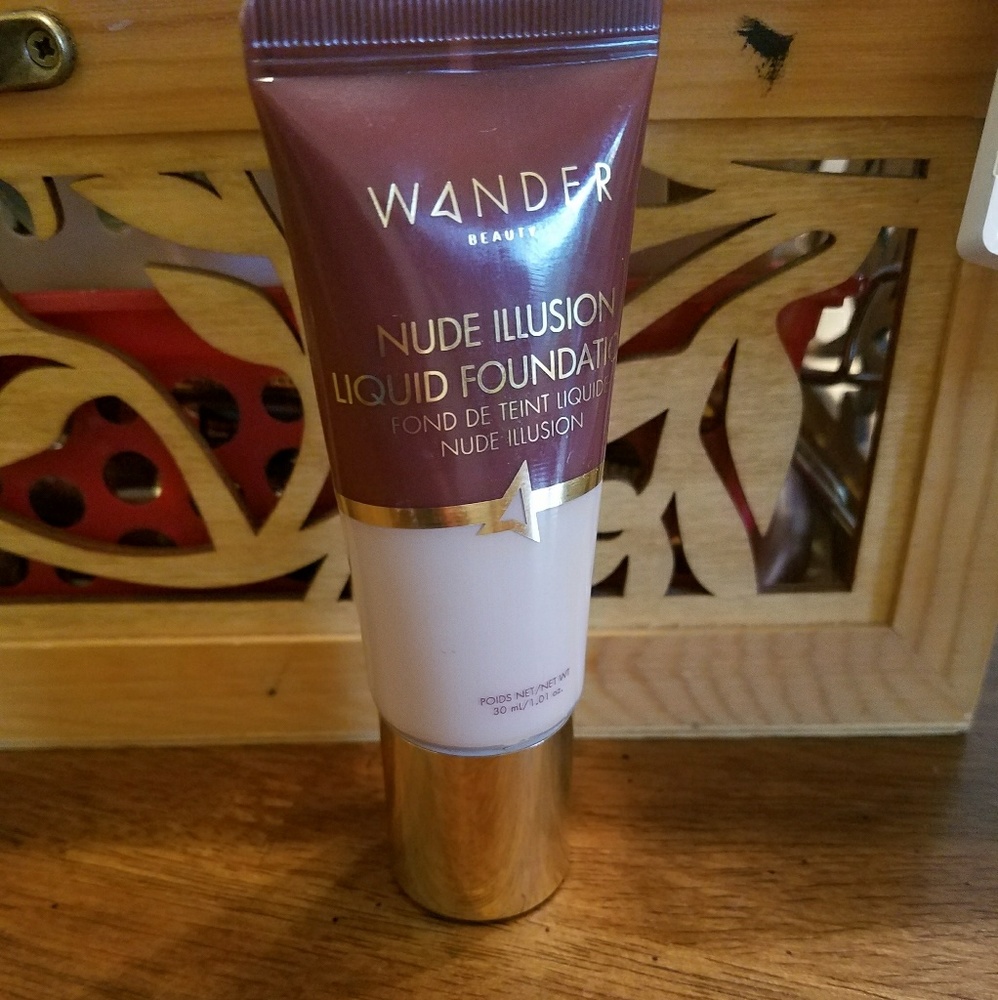 WANDER
BEAUTY
NUDE ILLUSION
LIQUID FOUNDATIO
FOND DE TEINT LIQUIDE
NUDE ILLUSION
POIDS NET/NET WT
30 mL/1.01 oz.